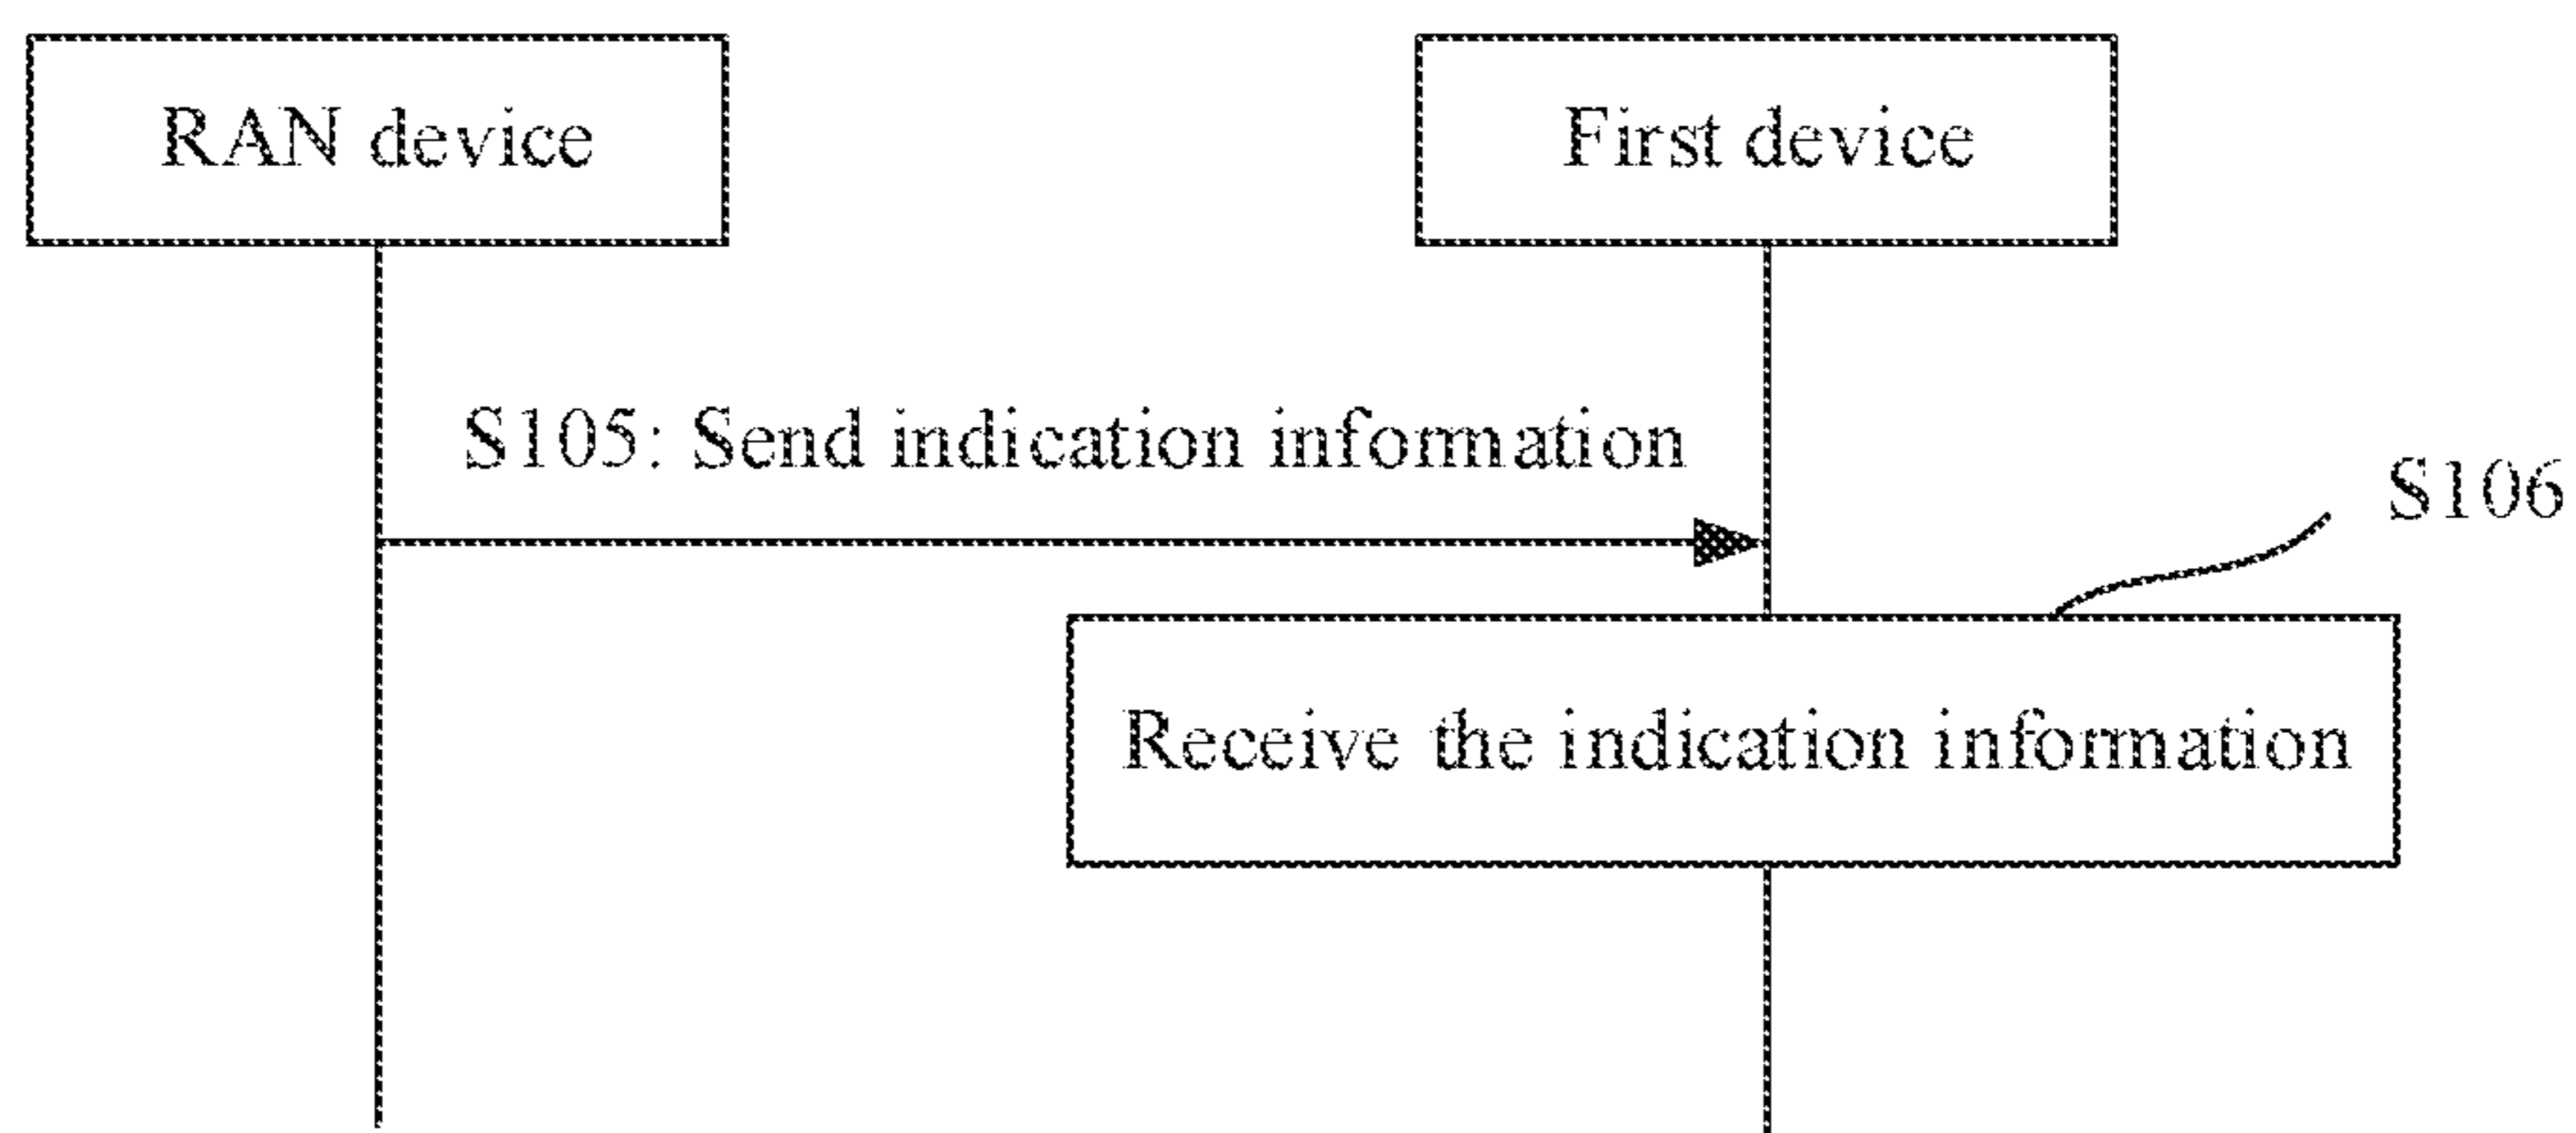 RAN device
First device
S105: Send indication information
S106
Receive the indication information